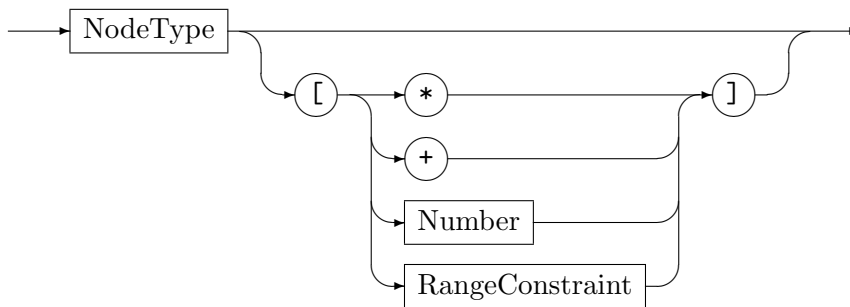 NodeType
[ * ]
+
Number
RangeConstraint